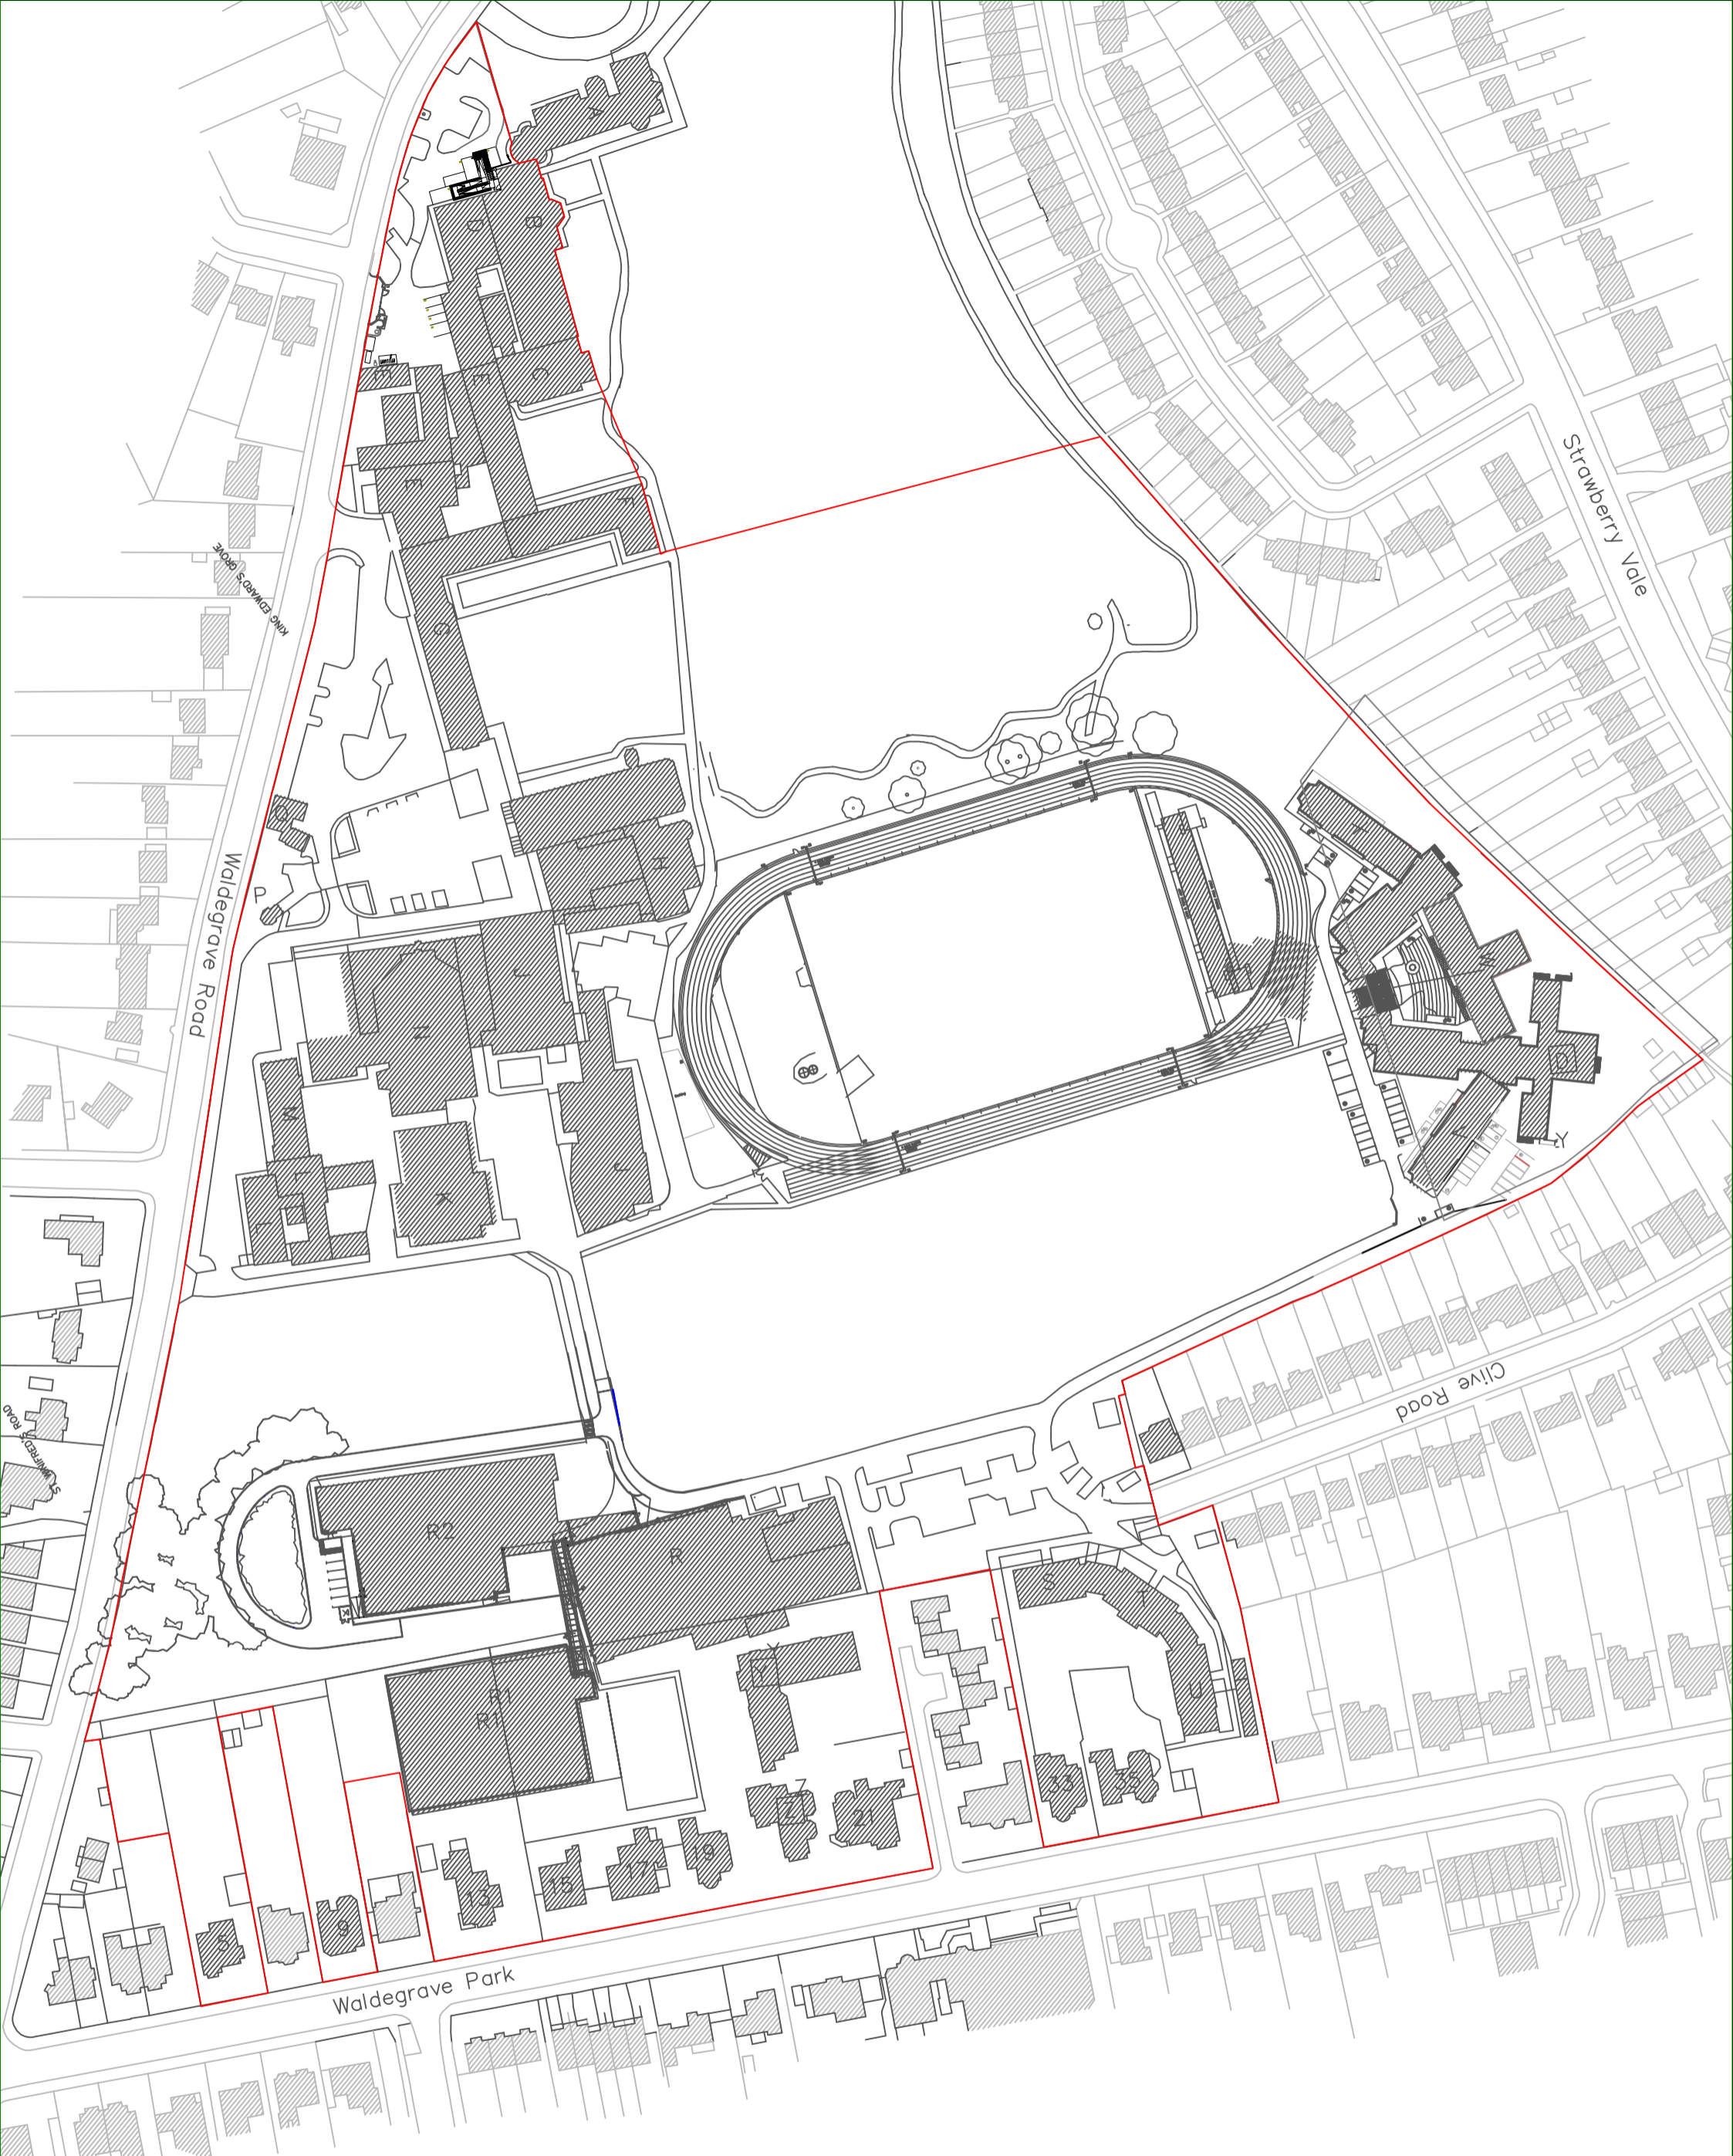 A
B
D
C
E
E
E
F
G
Strawberry Vale
KING EDWARD'S GROVE
Waldegrave Road
P
H
J
N
M
L
L
K
J
W
D
Y
Clive Road
ST WINIFRED'S ROAD
R2
R
R1
R1
S
T
U
Y
Y
Z
Z
21
33
35
19
17
15
13
9
5
Waldegrave Park